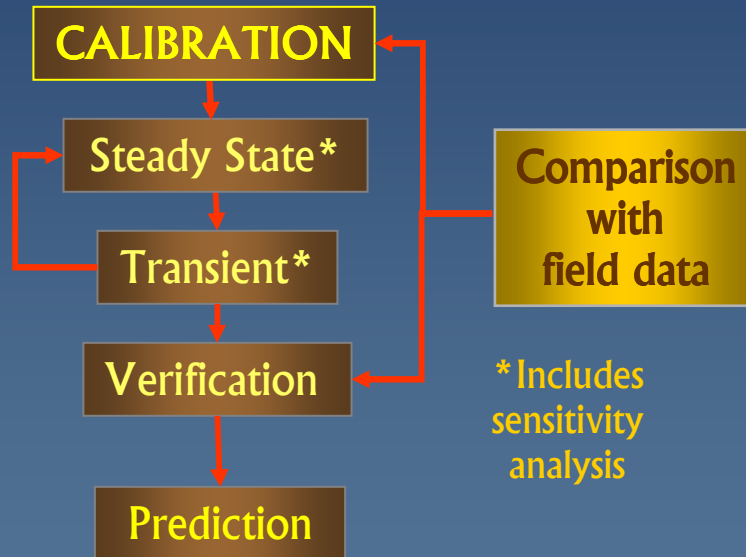 CALIBRATION
Steady State*
Transient*
Verification
Prediction
Comparison
with
field data
*Includes
sensitivity
analysis